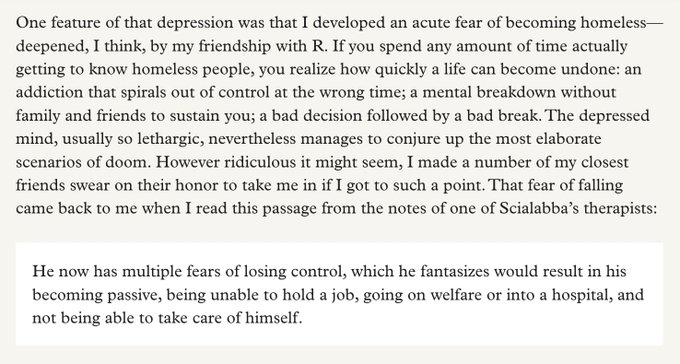 One feature of that depression was that I developed an acute fear of becoming homeless—
deepened, I think, by my friendship with R. If you spend any amount of time actually
getting to know homeless people, you realize how quickly a life can become undone: an
addiction that spirals out of control at the wrong time; a mental breakdown without
family and friends to sustain you; a bad decision followed by a bad break. The depressed
mind, usually so lethargic, nevertheless manages to conjure up the most elaborate
scenarios of doom. However ridiculous it might seem, I made a number of my closest
friends swear on their honor to take me in if I got to such a point. That fear of falling
came back to me when I read this passage from the notes of one of Scialabba’s therapists:
He now has multiple fears of losing control, which he fantasizes would result in his
becoming passive, being unable to hold a job, going on welfare or into a hospital, and
not being able to take care of himself.